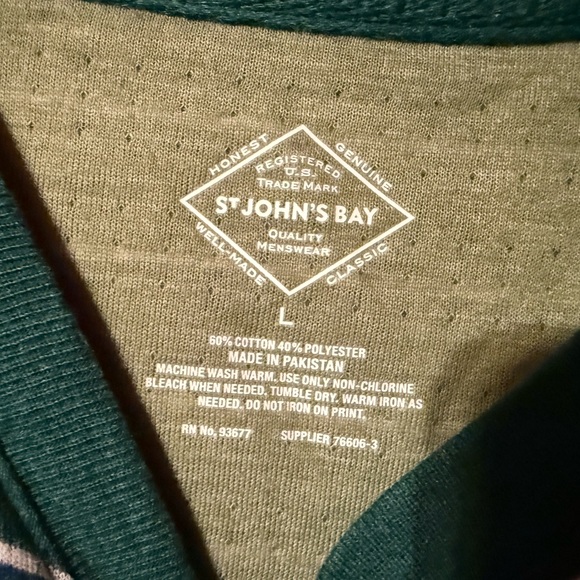 HONEST GENUINE
REGISTERED
U.S.
TRADE MARK
ST JOHN'S BAY
QUALITY
MENSWEAR
WELL-MADE CLASSIC
L
60% COTTON 40% POLYESTER
MADE IN PAKISTAN
MACHINE WASH WARM. USE ONLY NON-CHLORINE
BLEACH WHEN NEEDED. TUMBLE DRY. WARM IRON AS
NEEDED. DO NOT IRON ON PRINT.
RN No. 93677 SUPPLIER 76606-3